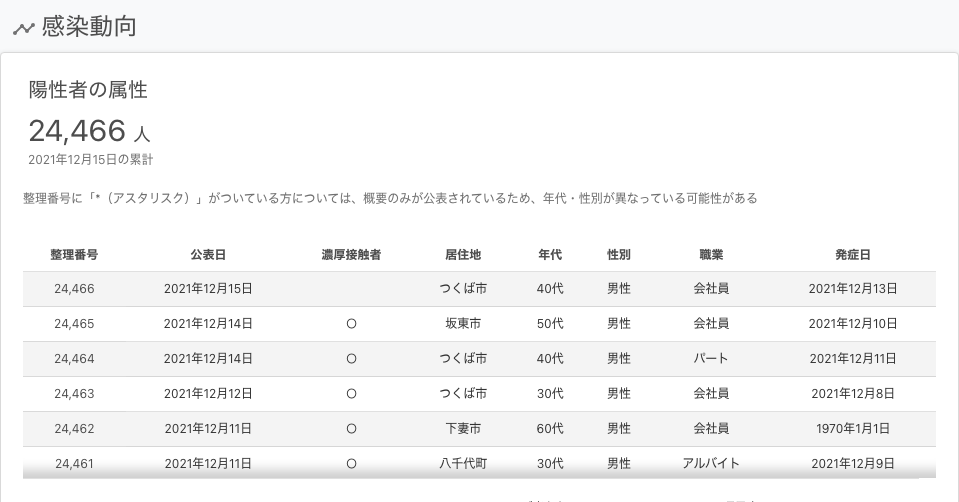 感染動向
陽性者の属性
24,466 人
2021年12月15日の累計
整理番号に「*（アスタリスク）」がついている方については、概要のみが公表されているため、年代・性別が異なっている可能性がある
整理番号 公表日 濃厚接触者 居住地 年代 性別 職業 発症日
24,466 2021年12月15日 つくば市 40代 男性 会社員 2021年12月13日
24,465 2021年12月14日 〇 坂東市 50代 男性 会社員 2021年12月10日
24,464 2021年12月14日 〇 つくば市 40代 男性 パート 2021年12月11日
24,463 2021年12月12日 〇 つくば市 30代 男性 会社員 2021年12月8日
24,462 2021年12月11日 〇 下妻市 60代 男性 会社員 1970年1月1日
24,461 2021年12月11日 〇 八千代町 30代 男性 アルバイト 2021年12月9日